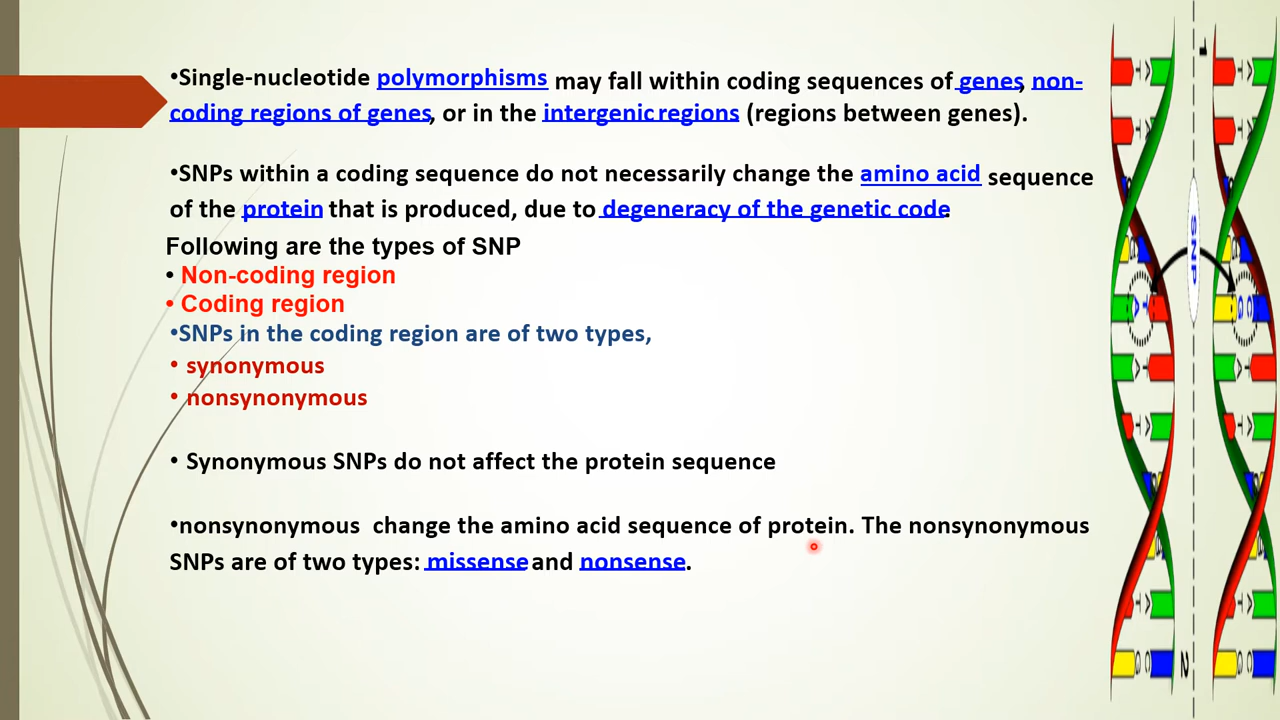 •Single-nucleotide polymorphisms may fall within coding sequences of genes, non-
coding regions of genes, or in the intergenic regions (regions between genes).
•SNPs within a coding sequence do not necessarily change the amino acid sequence
of the protein that is produced, due to degeneracy of the genetic code.
Following are the types of SNP
• Non-coding region
• Coding region
•SNPs in the coding region are of two types,
• synonymous
• nonsynonymous
• Synonymous SNPs do not affect the protein sequence
•nonsynonymous change the amino acid sequence of protein. The nonsynonymous
SNPs are of two types: missense and nonsense.
1
SNP
2